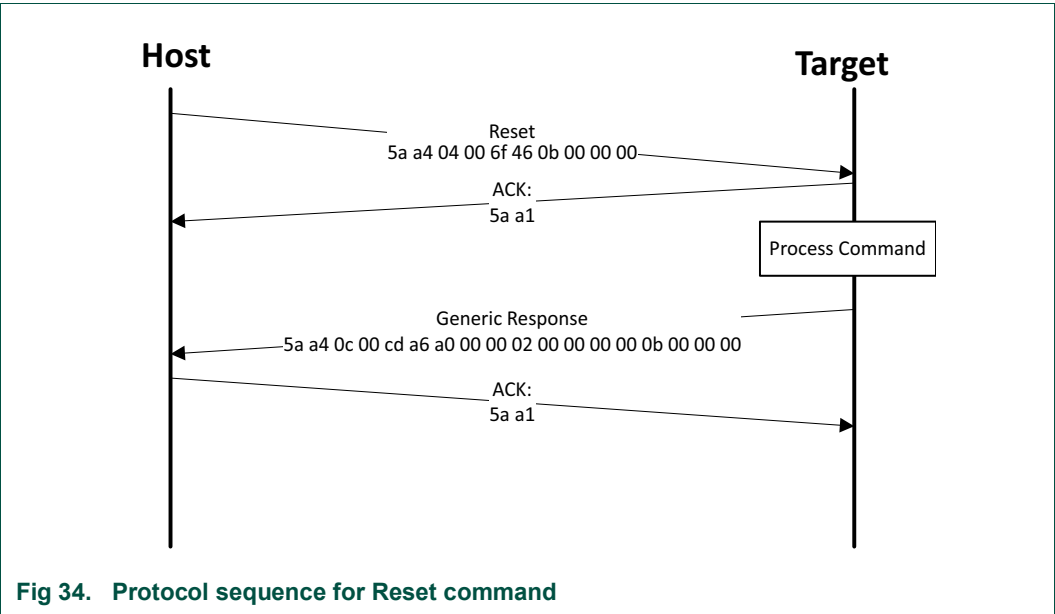 Host
Target
Reset
5a a4 04 00 6f 46 0b 00 00 00
ACK:
5a a1
Process Command
Generic Response
5a a4 0c 00 cd a6 a0 00 00 02 00 00 00 00 0b 00 00 00
ACK:
5a a1
Fig 34. Protocol sequence for Reset command